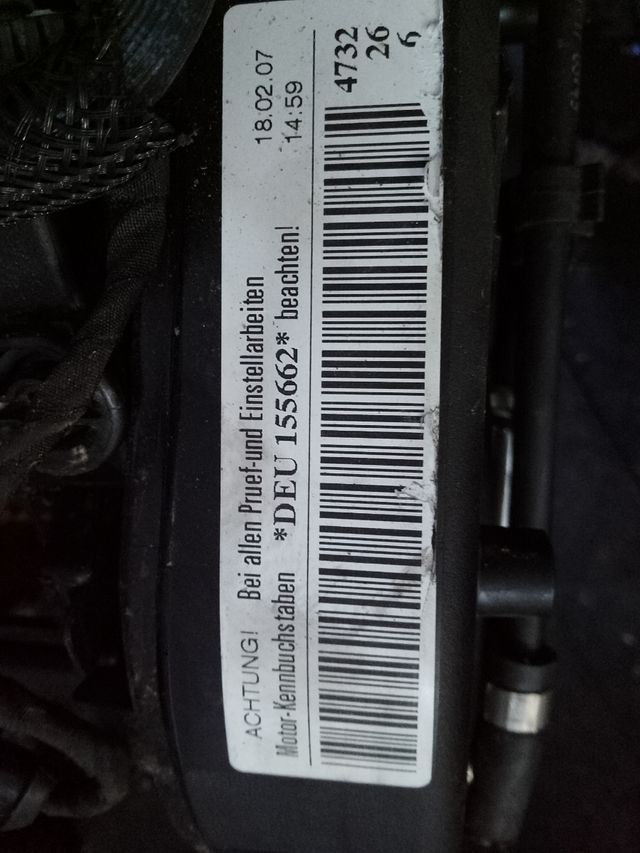 ACHTUNG! Bei allen Pruef-und Einstellarbeiten 18.02.07
Motor-Kennbuchstaben *DEU 155662* beachten! 14:59
4732
26
6